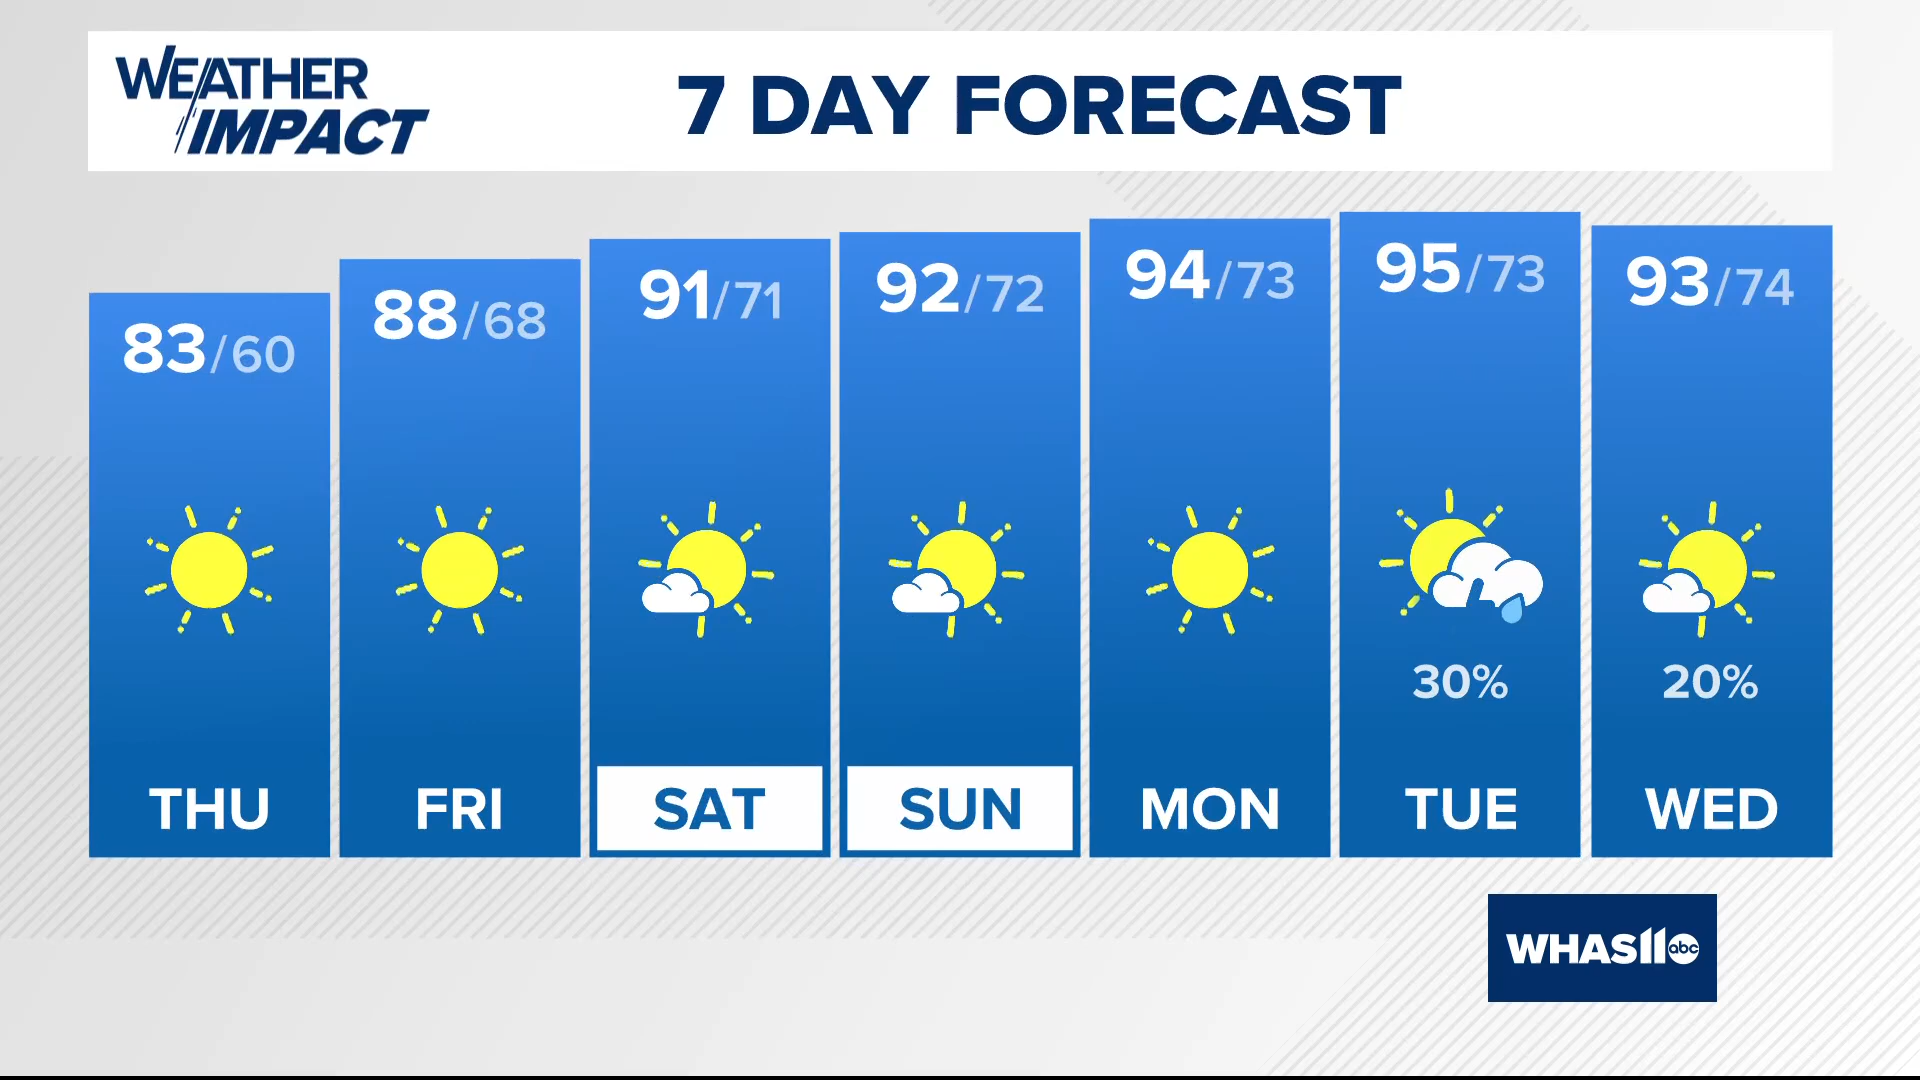 WEATHER
IMPACT
7 DAY FORECAST
83/60
88/68
91/71
92/72
94/73
95/73
93/74
30%
20%
THU
FRI
SAT
SUN
MON
TUE
WED
WHAS11 abc